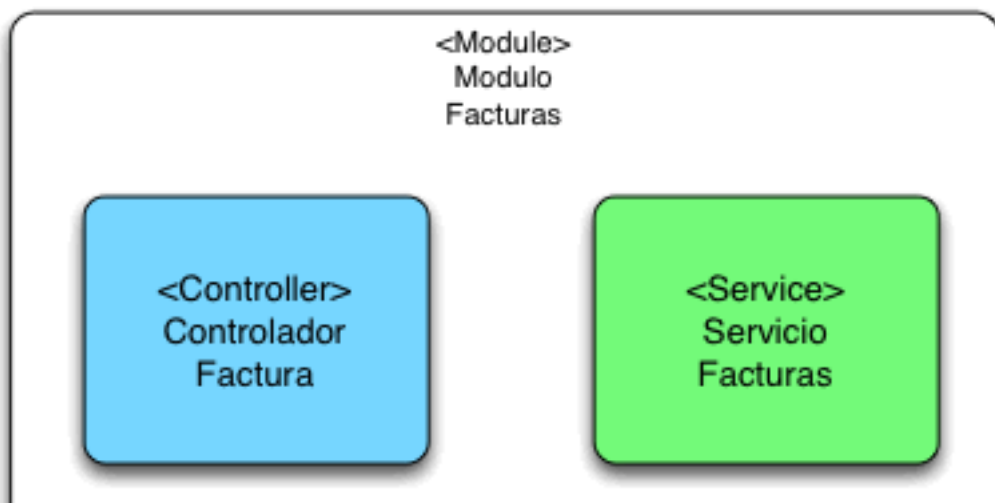 <Module>
Modulo
Facturas
<Controller>
Controlador
Factura
<Service>
Servicio
Facturas